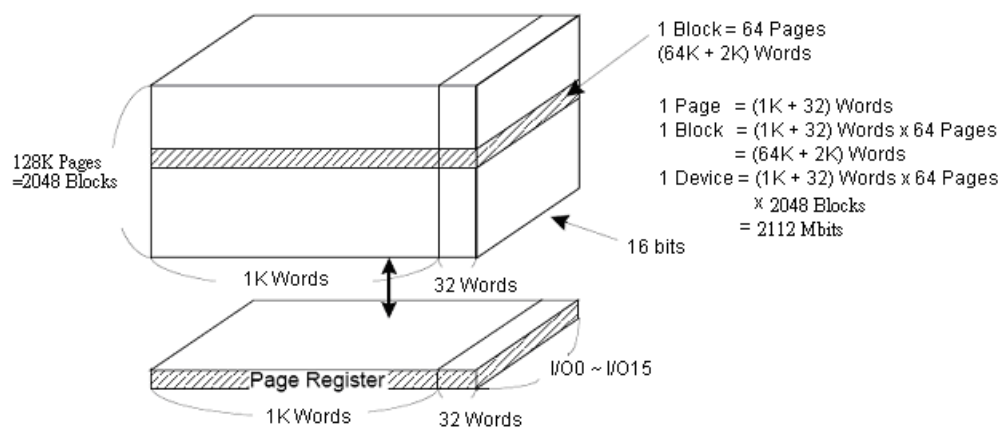 1 Block = 64 Pages
(64K + 2K) Words
1 Page = (1K + 32) Words
1 Block = (1K + 32) Words x 64 Pages
= (64K + 2K) Words
1 Device = (1K + 32) Words x 64 Pages
x 2048 Blocks
= 2112 Mbits
128K Pages
=2048 Blocks
16 bits
1K Words
32 Words
Page Register
I/O0 ~ I/O15
1K Words
32 Words